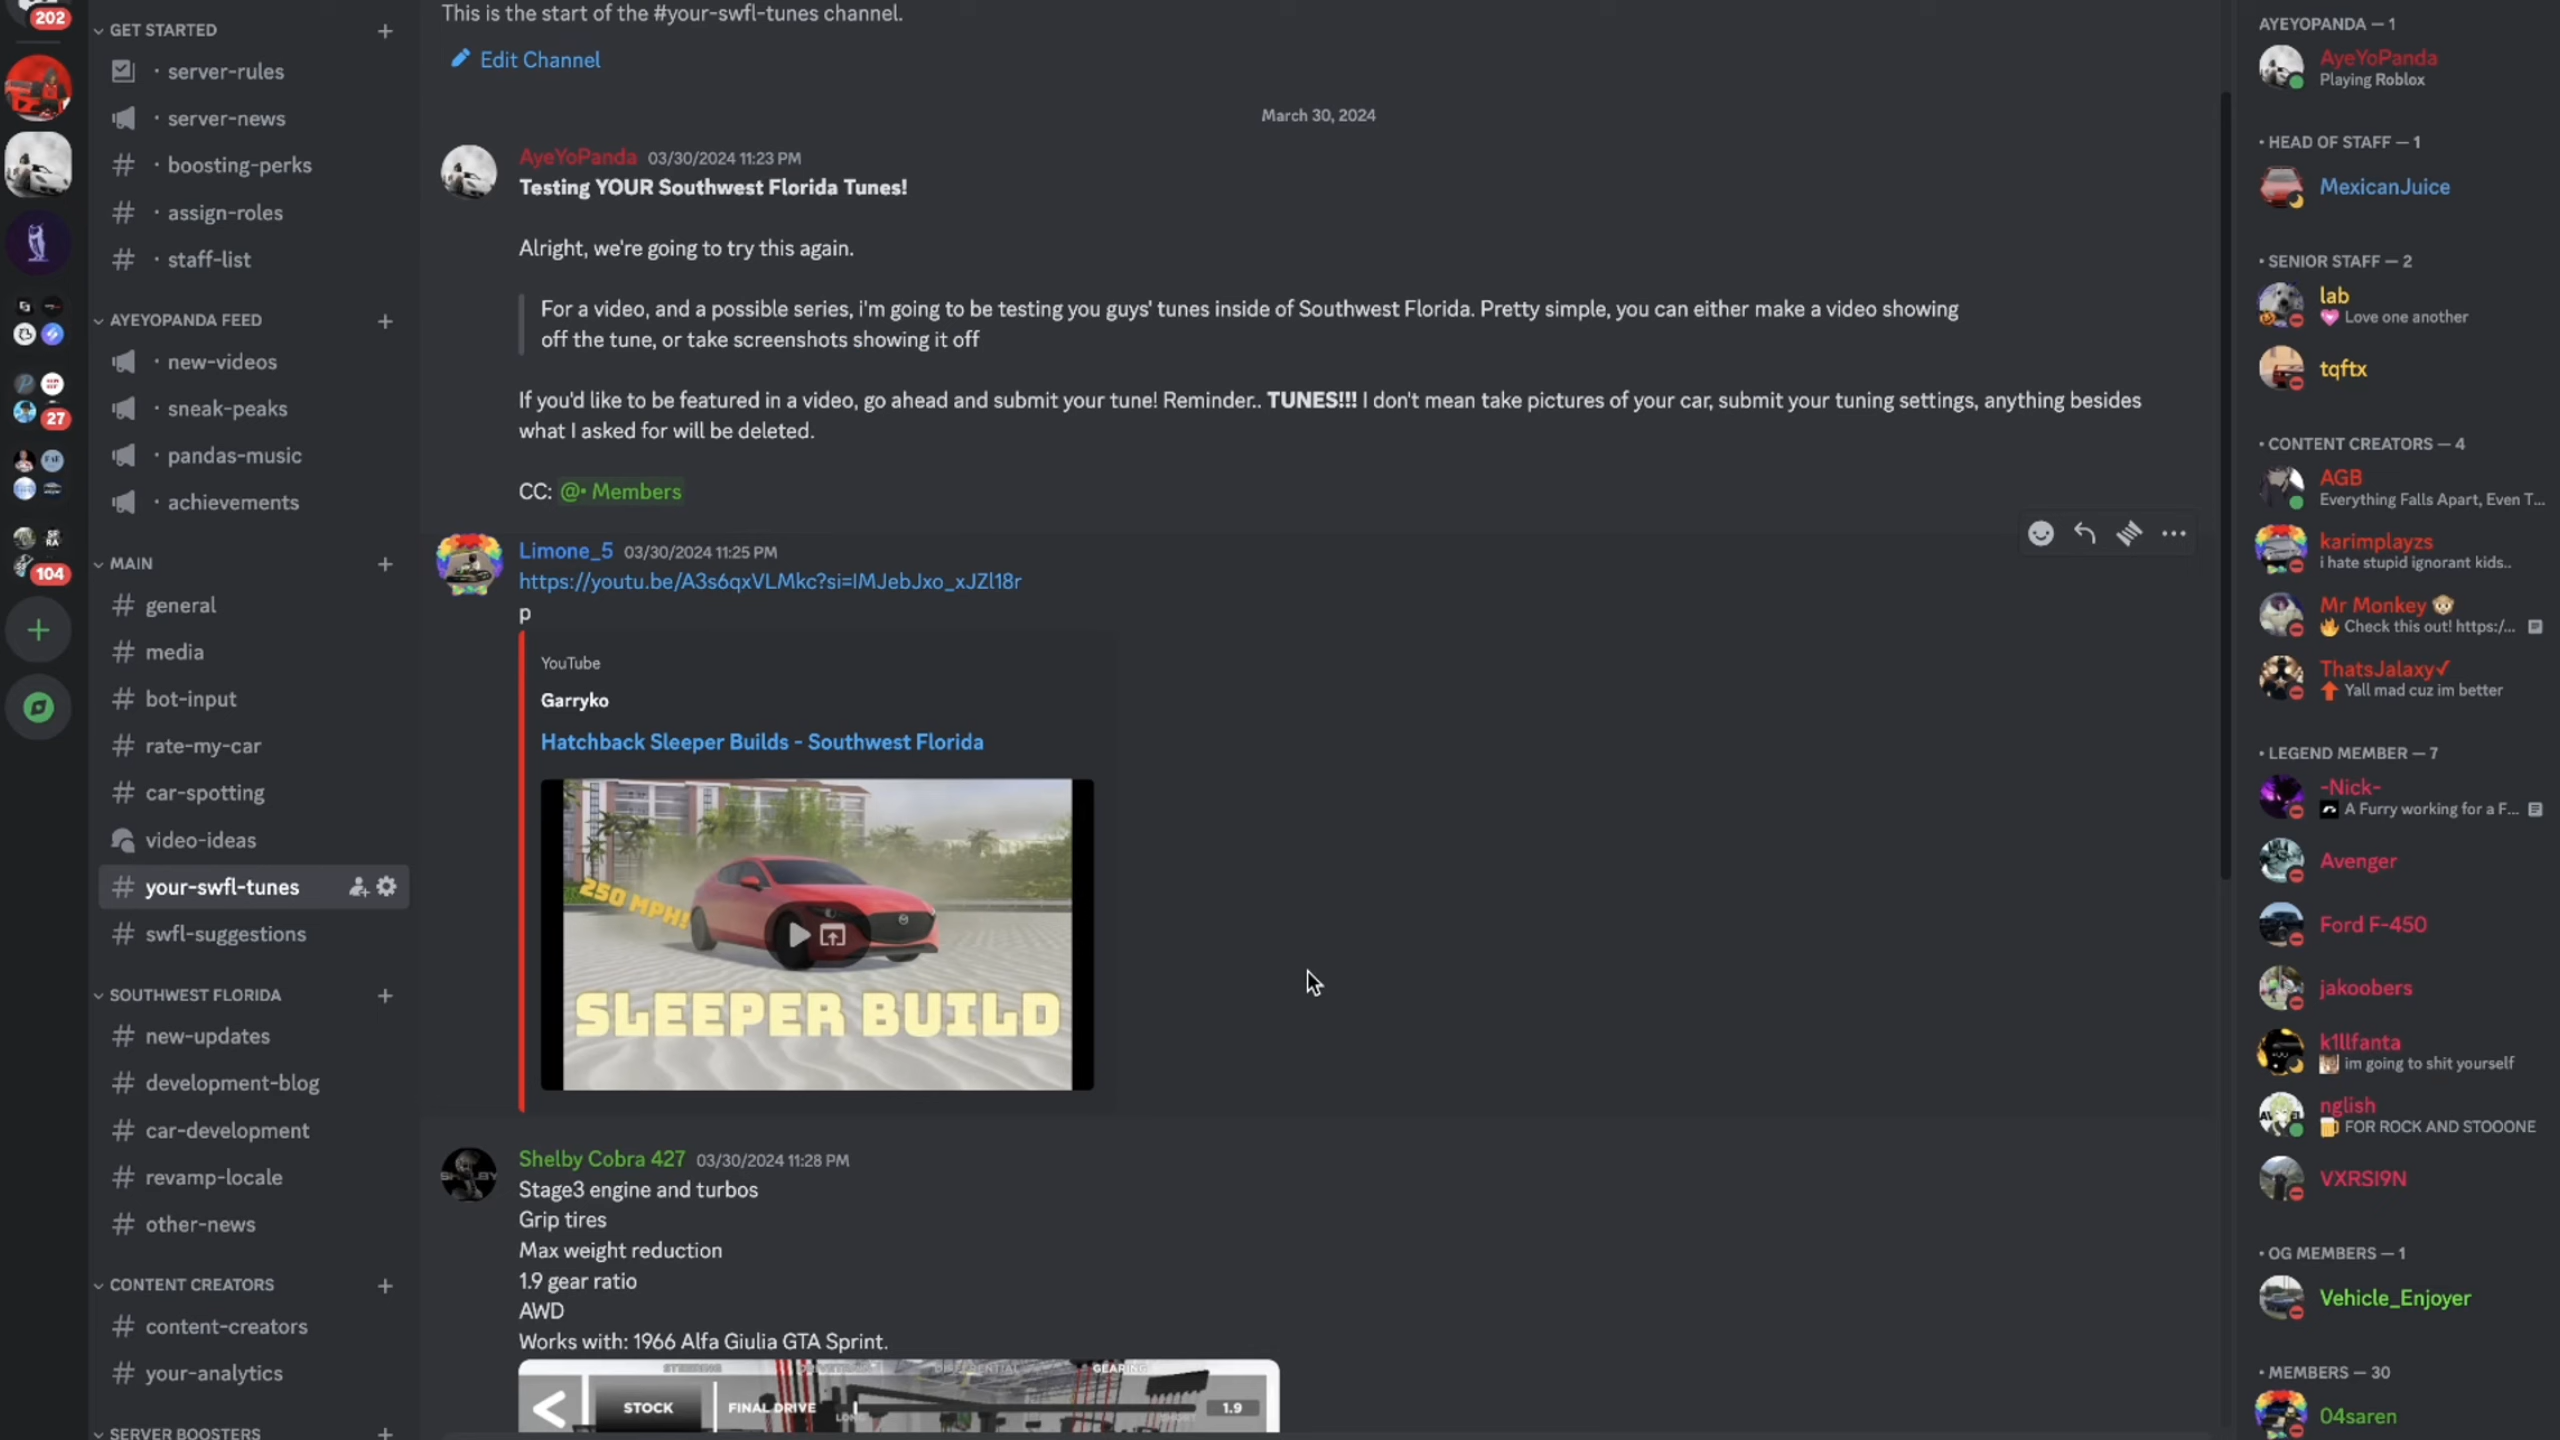 202
27
104
GET STARTED
· server-rules
· server-news
· boosting-perks
· assign-roles
· staff-list
AYEYOPANDA FEED
· new-videos
· sneak-peaks
· pandas-music
· achievements
MAIN
general
media
bot-input
rate-my-car
car-spotting
video-ideas
your-swfl-tunes
swfl-suggestions
SOUTHWEST FLORIDA
new-updates
development-blog
car-development
revamp-locale
other-news
CONTENT CREATORS
content-creators
your-analytics
SERVER BOOSTERS
This is the start of the #your-swfl-tunes channel.
Edit Channel
March 30, 2024
AyeYoPanda 03/30/2024 11:23 PM
Testing YOUR Southwest Florida Tunes!
Alright, we're going to try this again.
For a video, and a possible series, i'm going to be testing you guys' tunes inside of Southwest Florida. Pretty simple, you can either make a video showing
off the tune, or take screenshots showing it off
If you'd like to be featured in a video, go ahead and submit your tune! Reminder.. TUNES!!! I don't mean take pictures of your car, submit your tuning settings, anything besides
what I asked for will be deleted.
CC: @• Members
Limone_5 03/30/2024 11:25 PM
https://youtu.be/A3s6qxVLMkc?si=IMJebJxo_xJZl18r
p
YouTube
Garryko
Hatchback Sleeper Builds - Southwest Florida
250 MPH!
SLEEPER BUILD
Shelby Cobra 427 03/30/2024 11:28 PM
Stage3 engine and turbos
Grip tires
Max weight reduction
1.9 gear ratio
AWD
Works with: 1966 Alfa Giulia GTA Sprint.
STEERING DIFFERENTIAL GEARING
STOCK FINAL DRIVE LONG SHORT 1.9
AYEYOPANDA — 1
AyeYoPanda
Playing Roblox
• HEAD OF STAFF — 1
MexicanJuice
• SENIOR STAFF — 2
lab
Love one another
tqftx
• CONTENT CREATORS — 4
AGB
Everything Falls Apart, Even T...
karimplayzs
i hate stupid ignorant kids..
Mr Monkey
Check this out! https:/...
ThatsJalaxy✓
Yall mad cuz im better
• LEGEND MEMBER — 7
-Nick-
A Furry working for a F...
Avenger
Ford F-450
jakoobers
k1llfanta
im going to shit yourself
nglish
FOR ROCK AND STOOONE
VXRSI9N
• OG MEMBERS — 1
Vehicle_Enjoyer
• MEMBERS — 30
04saren